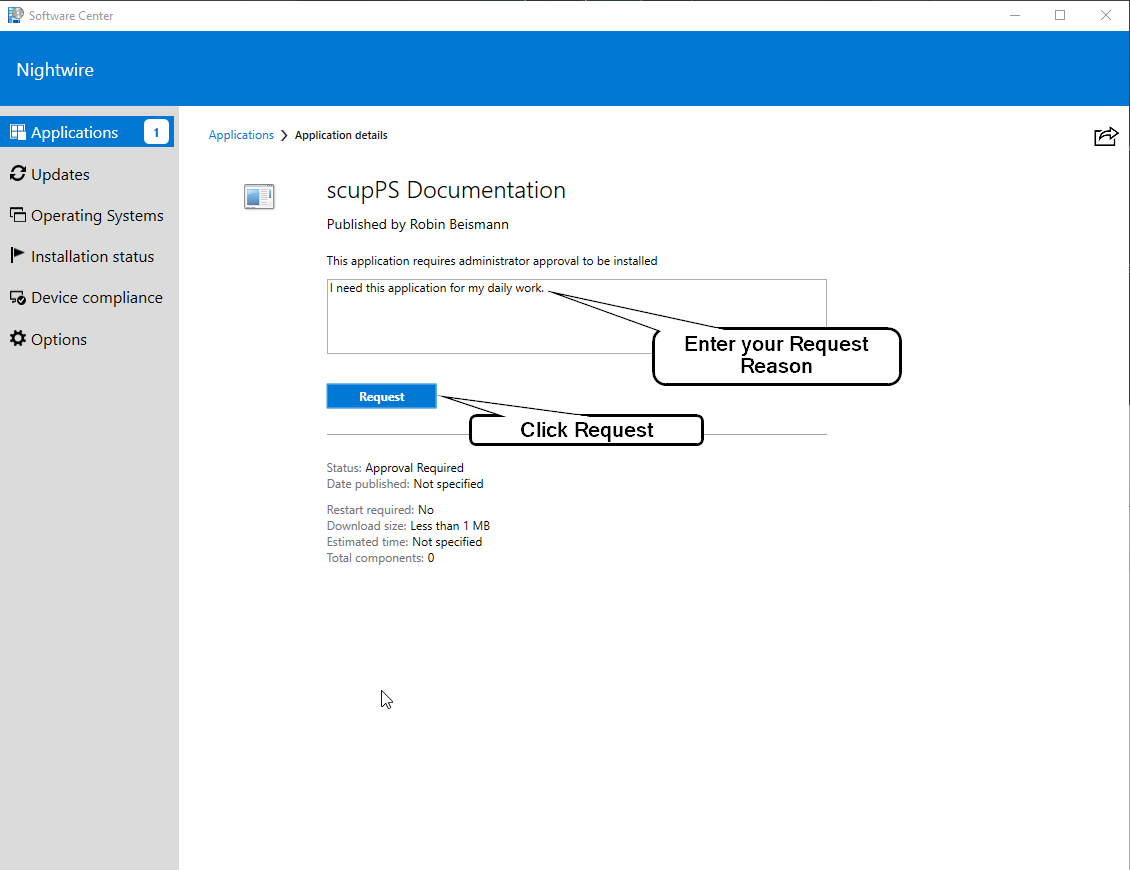 Software Center
Nightwire
Applications 1
Updates
Operating Systems
Installation status
Device compliance
Options
Applications > Application details
scupPS Documentation
Published by Robin Beismann
This application requires administrator approval to be installed
I need this application for my daily work.
Enter your Request
Reason
Request
Click Request
Status: Approval Required
Date published: Not specified
Restart required: No
Download size: Less than 1 MB
Estimated time: Not specified
Total components: 0